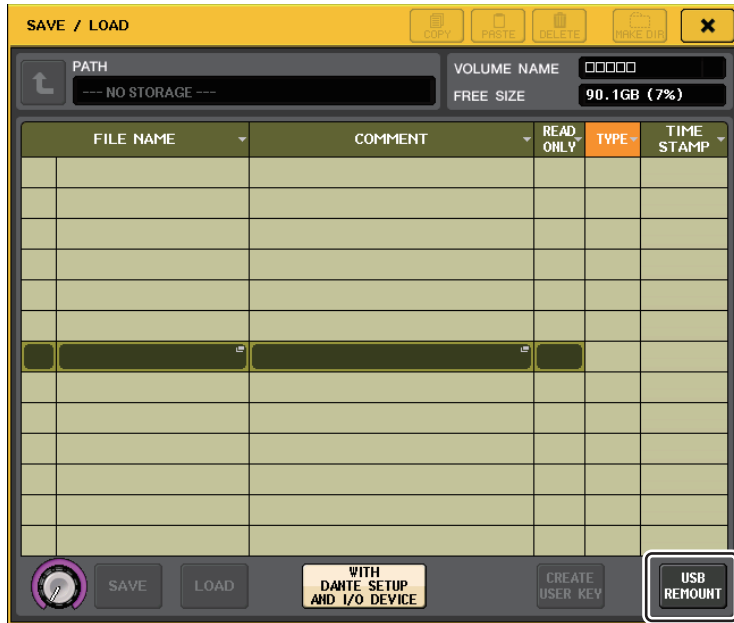 SAVE / LOAD
COPY
PASTE
DELETE
MAKE DIR
PATH
--- NO STORAGE ---
VOLUME NAME
□□□□□
FREE SIZE
90.1GB (7%)
FILE NAME
COMMENT
READ ONLY
TYPE
TIME STAMP
SAVE
LOAD
WITH
DANTE SETUP
AND I/O DEVICE
CREATE
USER KEY
USB
REMOUNT